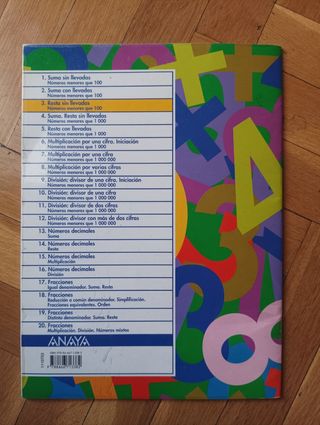 1. Suma sin llevadas
Números menores que 100
2. Suma con llevadas
Números menores que 100
3. Resta sin llevadas
Números menores que 100
4. Suma. Resta sin llevadas
Números menores que 1 000
5. Resta con llevadas
Números menores que 1 000
6. Multiplicación por una cifra. Iniciación
Números menores que 1 000
7. Multiplicación por una cifra
Números menores que 1 000 000
8. Multiplicación por varias cifras
Números menores que 1 000 000
9. División: divisor de una cifra. Iniciación
Números menores que 1 000
10. División: divisor de una cifra
Números menores que 1 000 000
11. División: divisor de dos cifras
Números menores que 1 000 000
12. División: divisor con más de dos cifras
Números menores que 1 000 000
13. Números decimales
Suma
14. Números decimales
Resta
15. Números decimales
Multiplicación
16. Números decimales
División
17. Fracciones
Igual denominador. Suma. Resta
18. Fracciones
Reducción a común denominador. Simplificación.
Fracciones equivalentes. Orden
19. Fracciones
Distinto denominador. Suma. Resta
20. Fracciones
Multiplicación. División. Números mixtos
ANAYA